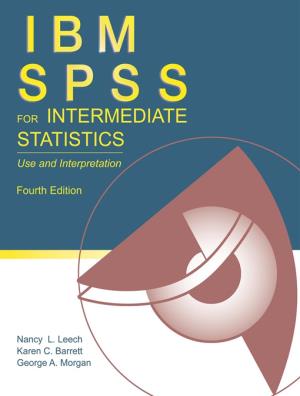 IBM
SPSS
FOR INTERMEDIATE
STATISTICS
Use and Interpretation
Fourth Edition
Nancy L. Leech
Karen C. Barrett
George A. Morgan